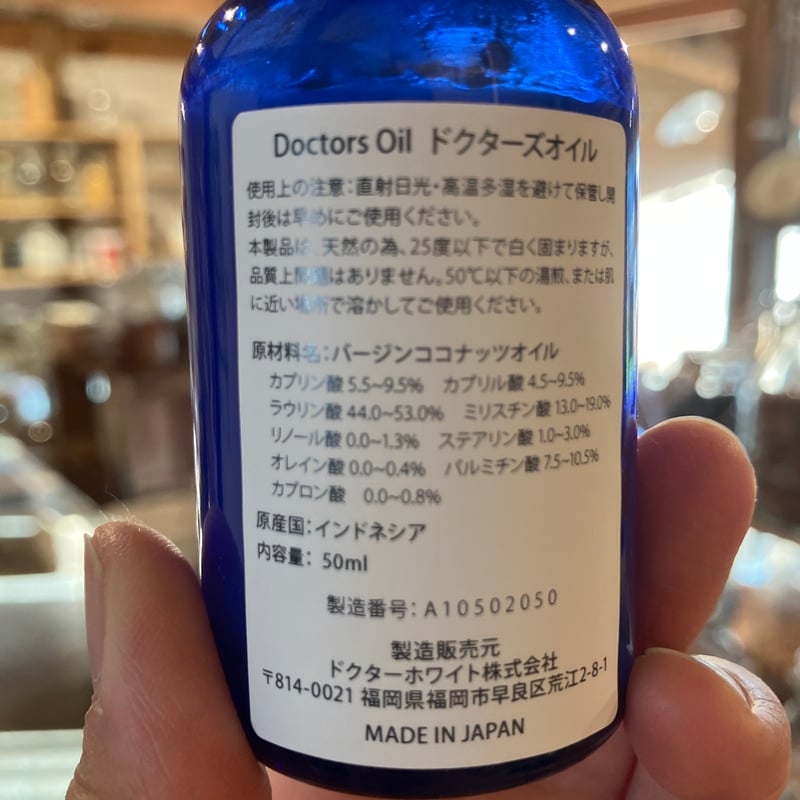 Doctors Oil ドクターズオイル
使用上の注意：直射日光・高温多湿を避けて保管し開
封後は早めにご使用ください。
本製品は、天然の為、25度以下で白く固まりますが、
品質上問題はありません。50℃以下の湯煎、または肌
に近い場所で溶かしてご使用ください。
原材料名：バージンココナッツオイル
カプリン酸 5.5~9.5% カプリル酸 4.5~9.5%
ラウリン酸 44.0~53.0% ミリスチン酸 13.0~19.0%
リノール酸 0.0~1.3% ステアリン酸 1.0~3.0%
オレイン酸 0.0~0.4% パルミチン酸 7.5~10.5%
カプロン酸 0.0~0.8%
原産国：インドネシア
内容量： 50ml
製造番号：A10502050
製造販売元
ドクターホワイト株式会社
〒814-0021 福岡県福岡市早良区荒江2-8-1
MADE IN JAPAN